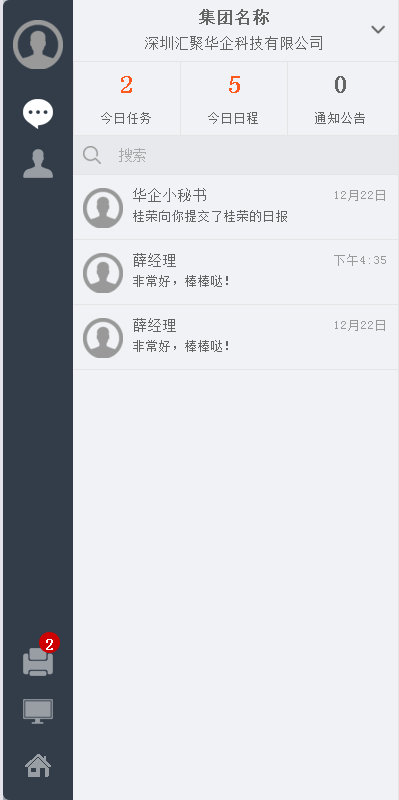 集团名称
深圳汇聚华企科技有限公司
2 5 0
今日任务 今日日程 通知公告
搜索
华企小秘书 12月22日
桂荣向你提交了桂荣的日报
薛经理 下午4:35
非常好，棒棒哒！
薛经理 12月22日
非常好，棒棒哒！
2